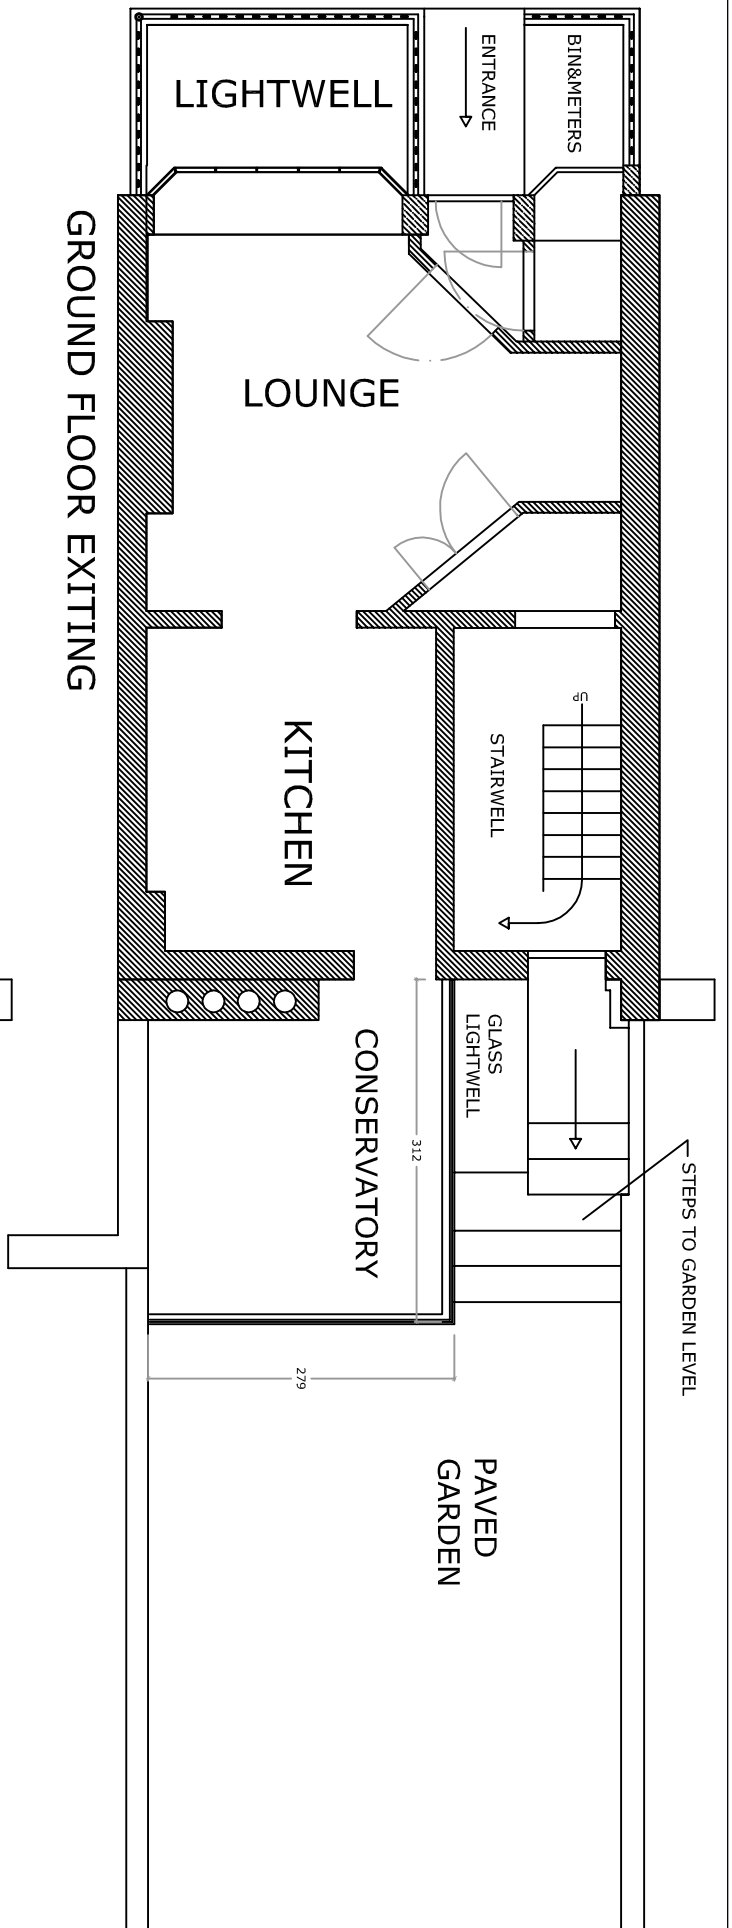 LIGHTWELL
ENTRANCE
BIN&METERS
GROUND FLOOR EXITING
LOUNGE
KITCHEN
UP
STAIRWELL
GLASS
LIGHTWELL
CONSERVATORY
312
STEPS TO GARDEN LEVEL
279
PAVED
GARDEN